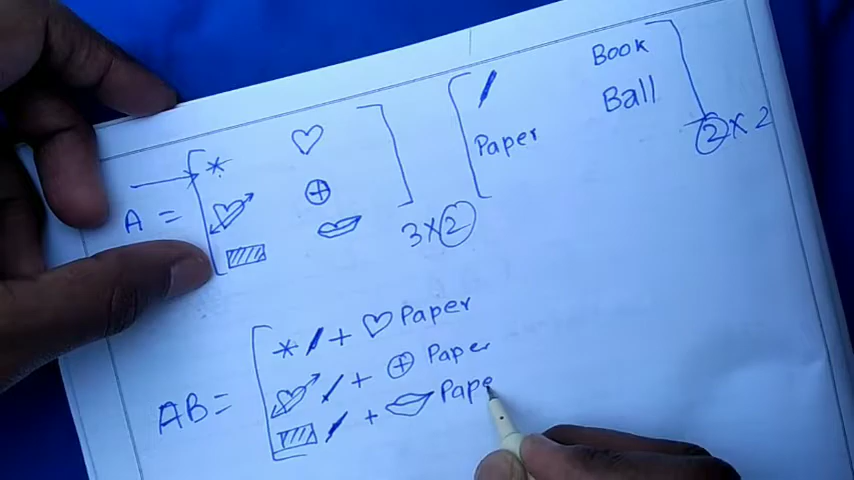 Book
Ball
Paper
2 × 2
* ♡
A =
⊕
3×2
* + ♡ Paper
+ ⊕ Paper
AB =
+ Pape